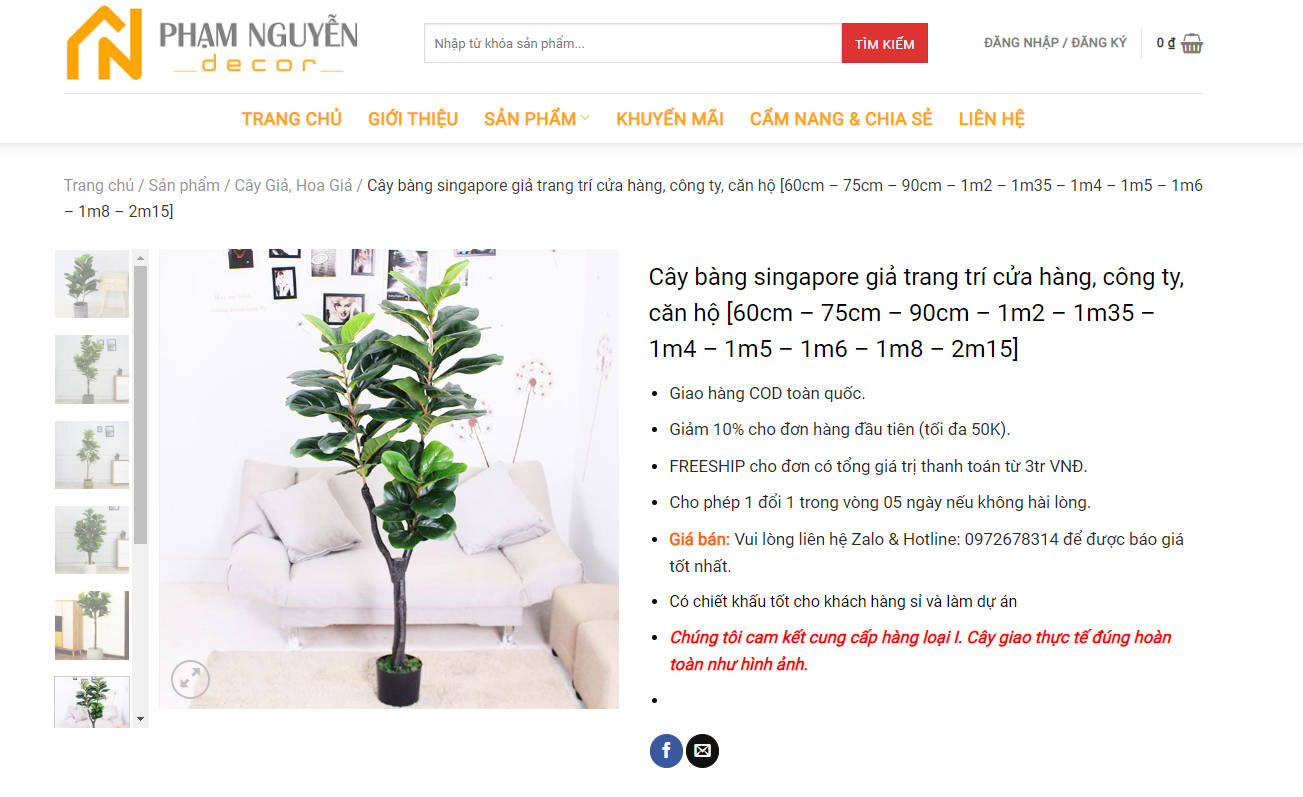 PHẠM NGUYỄN
decor
Nhập từ khóa sản phẩm...
TÌM KIẾM
ĐĂNG NHẬP / ĐĂNG KÝ
0 ₫
TRANG CHỦ
GIỚI THIỆU
SẢN PHẨM
KHUYẾN MÃI
CẨM NANG & CHIA SẺ
LIÊN HỆ
Trang chủ / Sản phẩm / Cây Giả, Hoa Giả / Cây bàng singapore giả trang trí cửa hàng, công ty, căn hộ [60cm – 75cm – 90cm – 1m2 – 1m35 – 1m4 – 1m5 – 1m6
– 1m8 – 2m15]
Cây bàng singapore giả trang trí cửa hàng, công ty,
căn hộ [60cm – 75cm – 90cm – 1m2 – 1m35 –
1m4 – 1m5 – 1m6 – 1m8 – 2m15]
Giao hàng COD toàn quốc.
Giảm 10% cho đơn hàng đầu tiên (tối đa 50K).
FREESHIP cho đơn có tổng giá trị thanh toán từ 3tr VNĐ.
Cho phép 1 đổi 1 trong vòng 05 ngày nếu không hài lòng.
Giá bán: Vui lòng liên hệ Zalo & Hotline: 0972678314 để được báo giá
tốt nhất.
Có chiết khấu tốt cho khách hàng sỉ và làm dự án
Chúng tôi cam kết cung cấp hàng loại I. Cây giao thực tế đúng hoàn
toàn như hình ảnh.